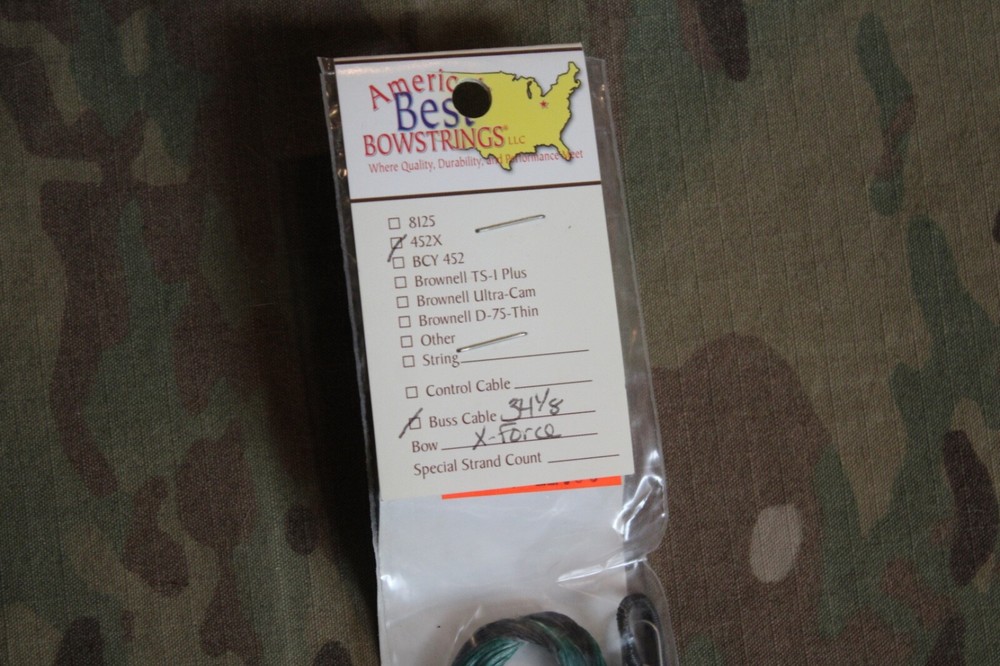 Americ
Best
BOWSTRINGS® LLC
Where Quality, Durability, and Performance Meet
8125
452X
BCY 452
Brownell TS-1 Plus
Brownell Ultra-Cam
Brownell D-75-Thin
Other
String
Control Cable
Buss Cable 34 1/8
Bow X-Force
Special Strand Count